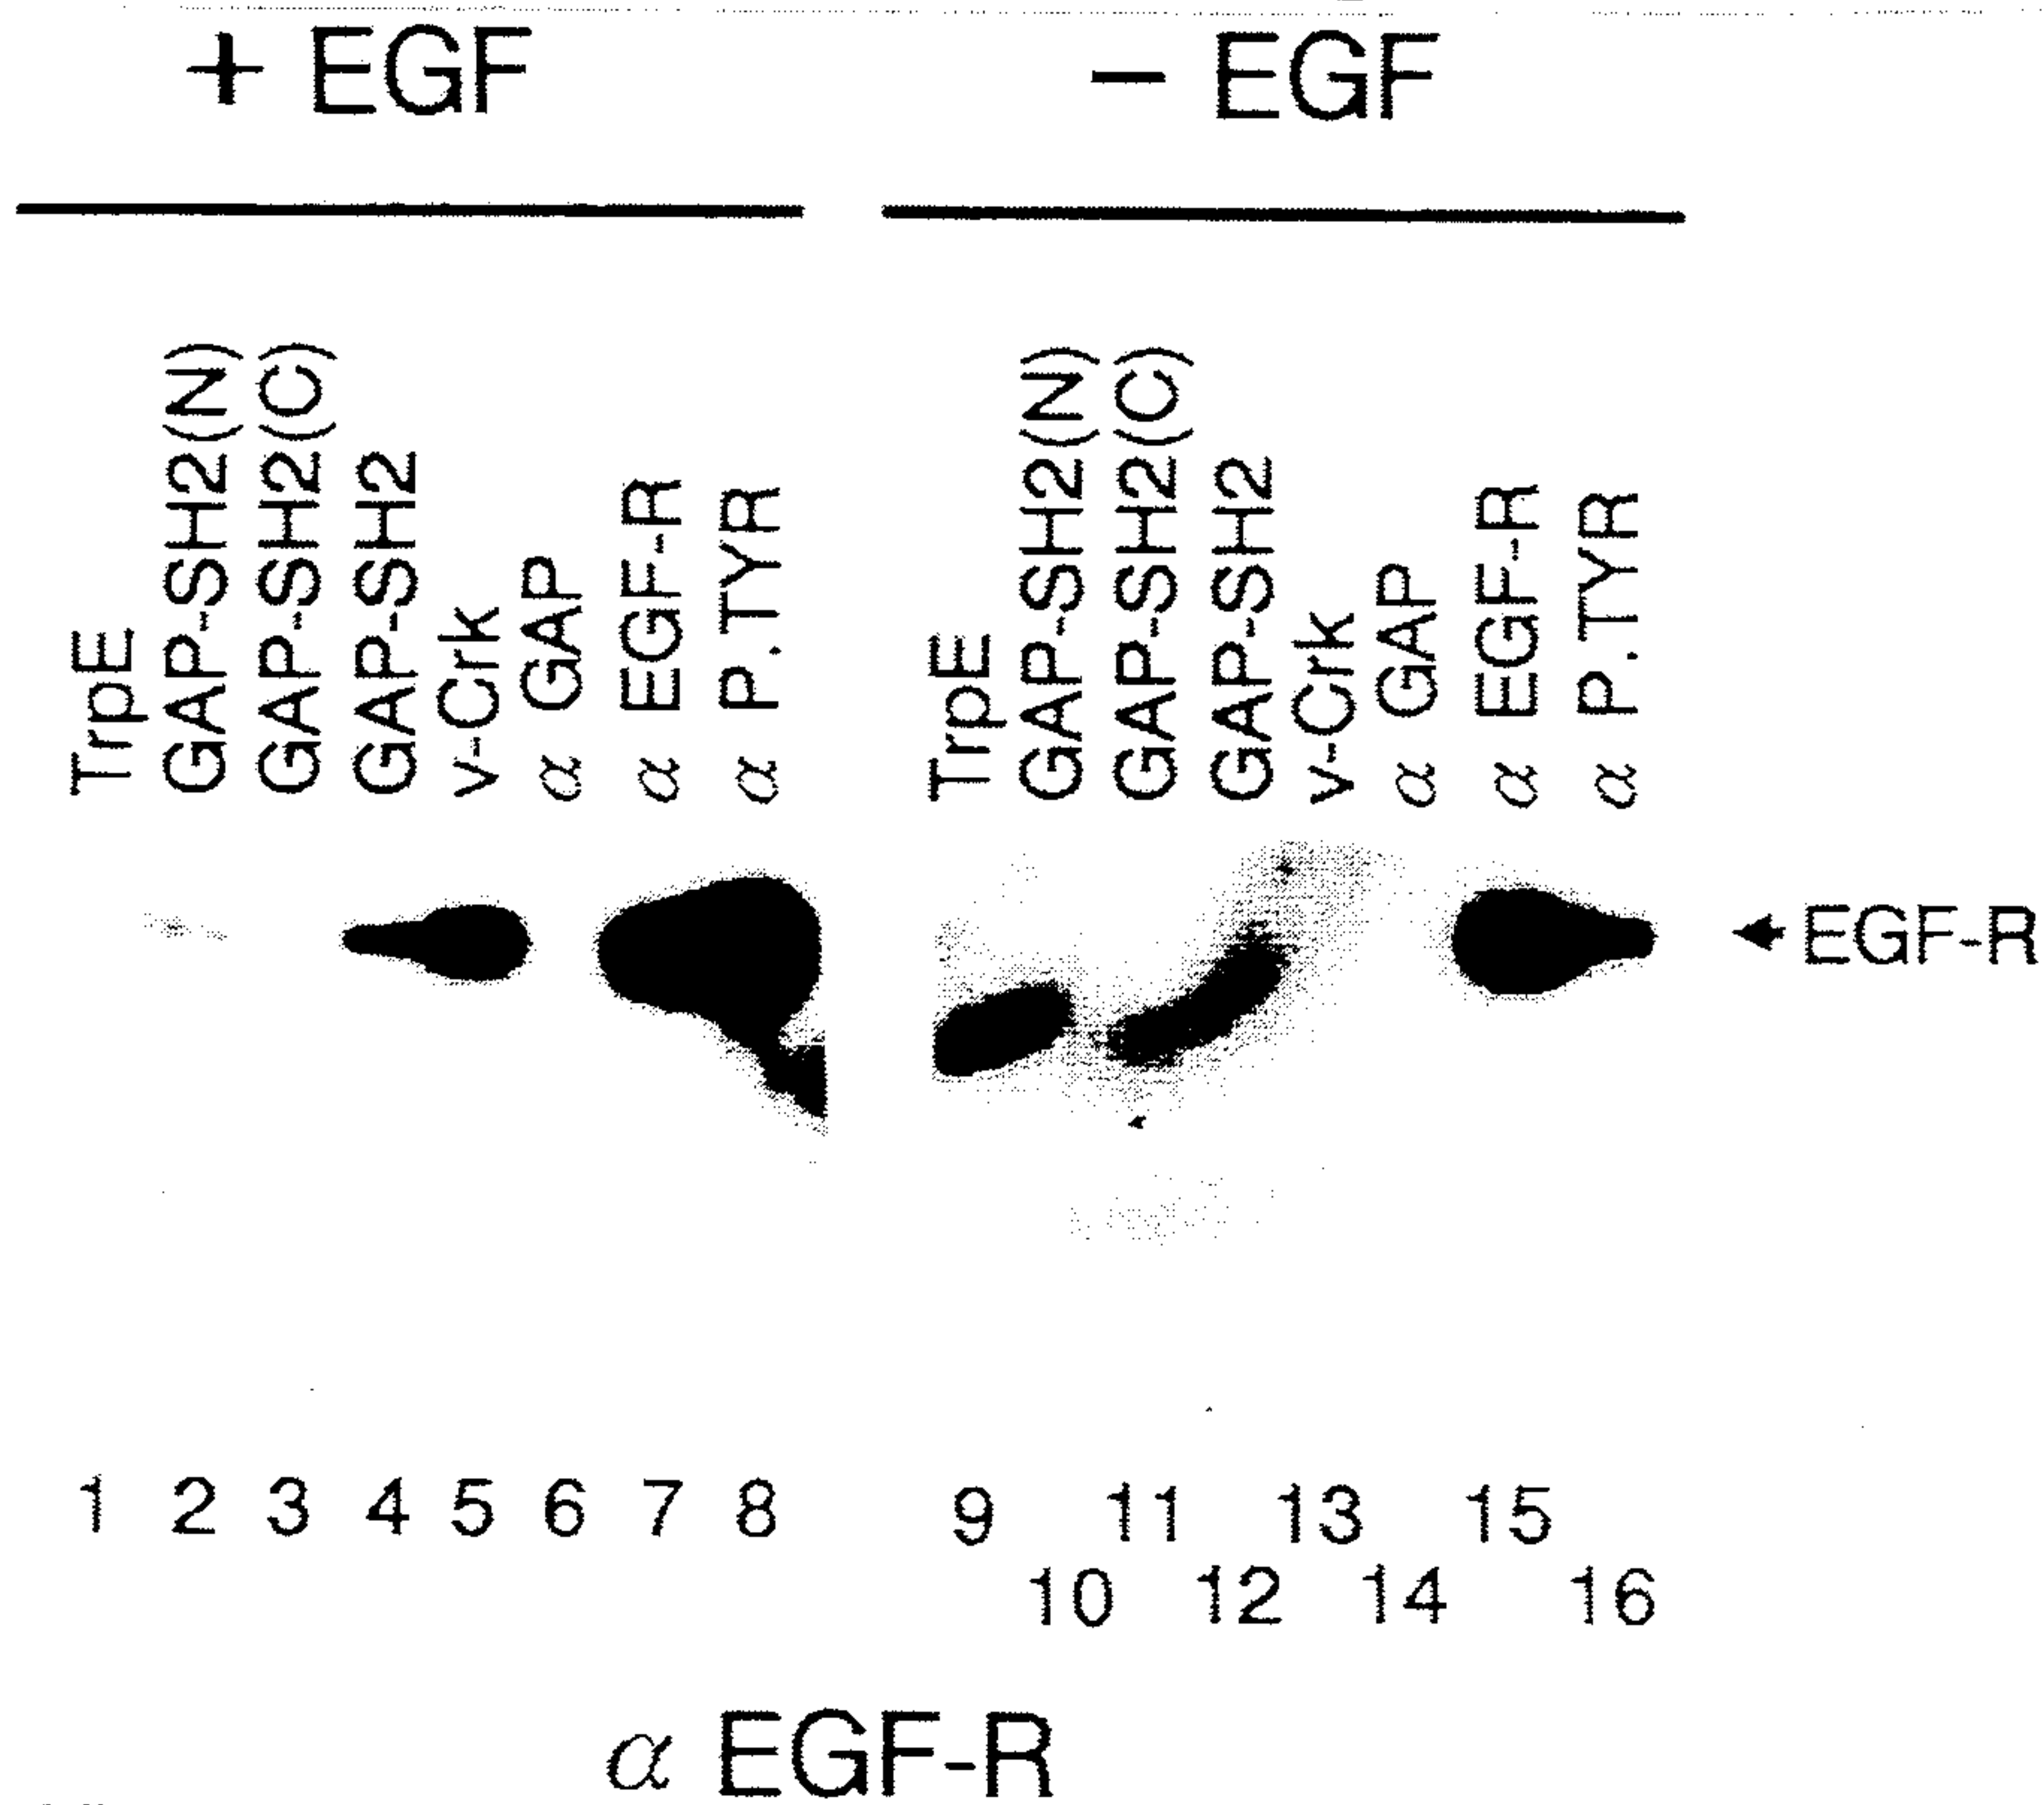 + EGF
− EGF
TrpE
GAP-SH2(N)
GAP-SH2(C)
GAP-SH2
v-Crk
α GAP
α EGF-R
α P.TYR
TrpE
GAP-SH2(N)
GAP-SH2(C)
GAP-SH2
v-Crk
α GAP
α EGF-R
α P.TYR
EGF-R
1 2 3 4 5 6 7 8 9 11 13 15
10 12 14 16
α EGF-R